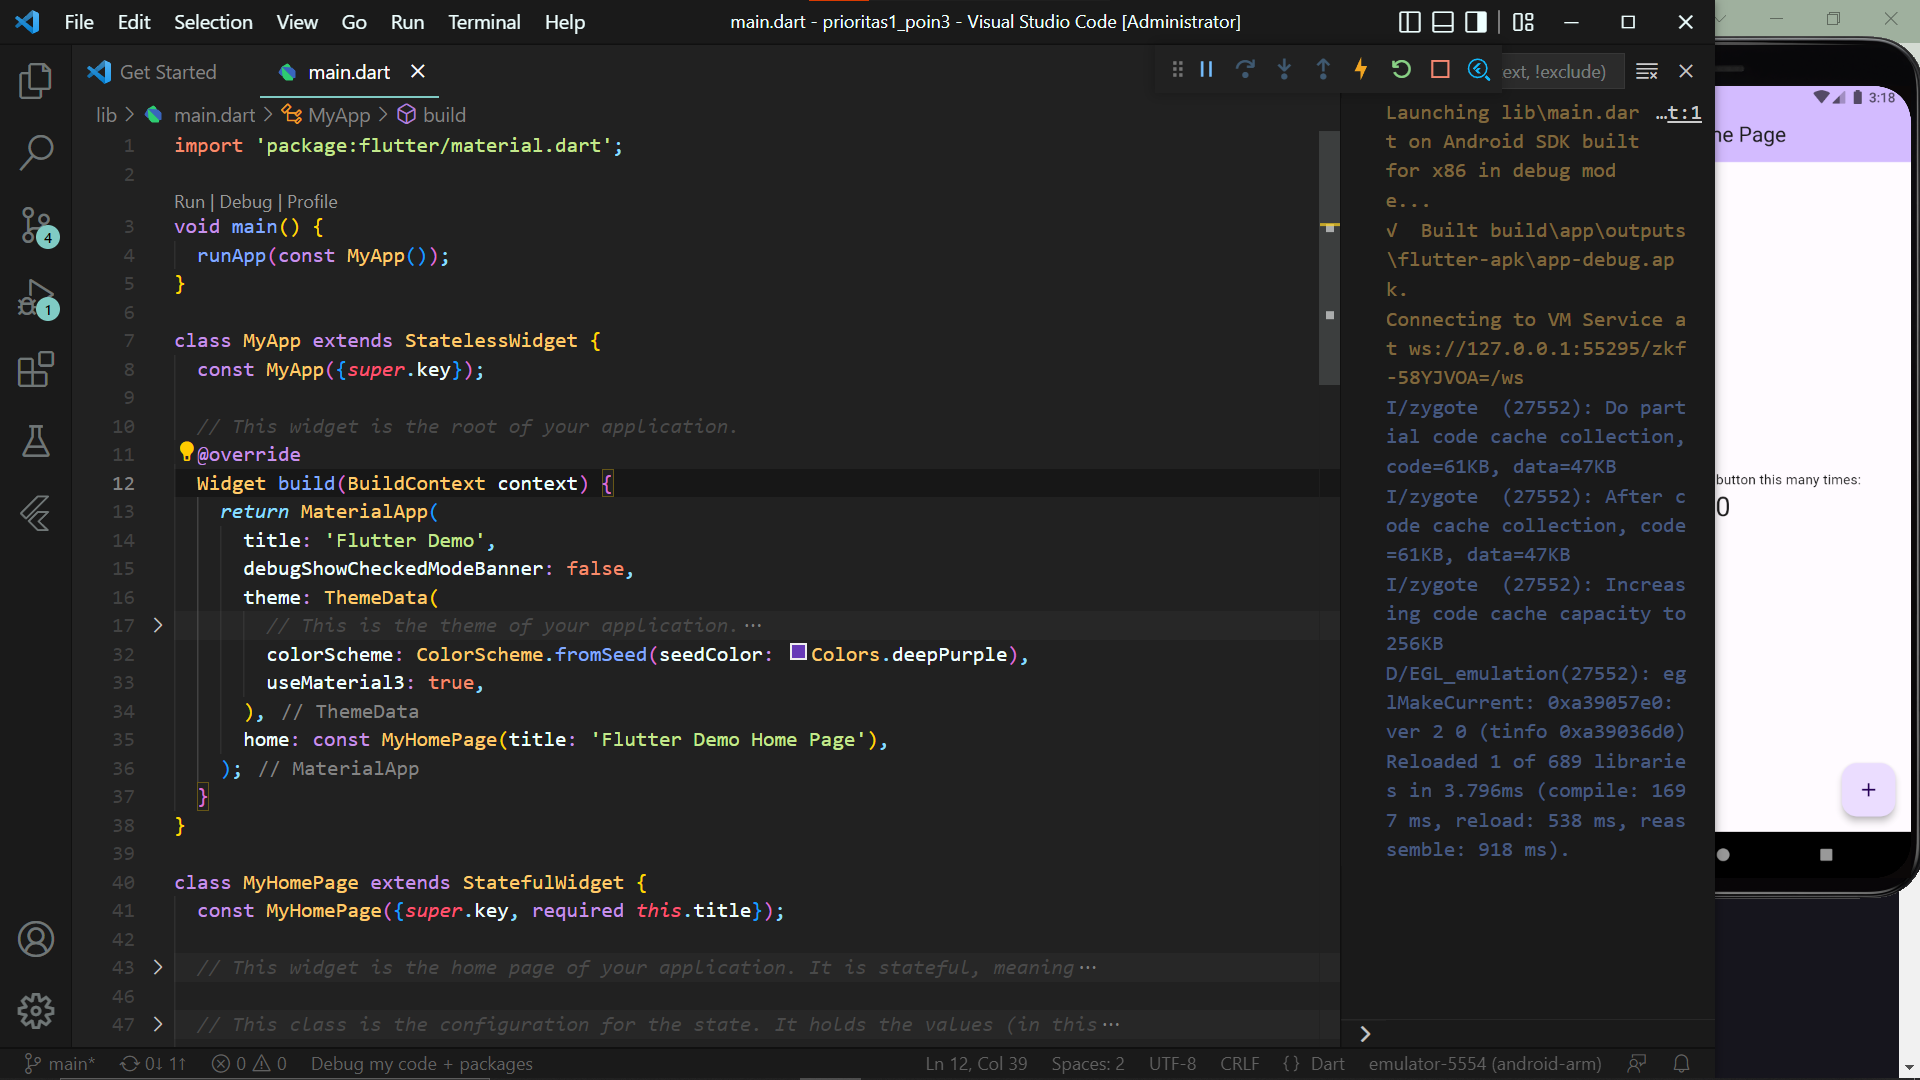 File Edit Selection View Go Run Terminal Help
main.dart - prioritas1_poin3 - Visual Studio Code [Administrator]
Get Started
main.dart
ext, !exclude)
lib > main.dart > MyApp > build
1 import 'package:flutter/material.dart';
2
Run | Debug | Profile
3 void main() {
4 runApp(const MyApp());
5 }
6
7 class MyApp extends StatelessWidget {
8 const MyApp({super.key});
9
10 // This widget is the root of your application.
11 @override
12 Widget build(BuildContext context) {
13 return MaterialApp(
14 title: 'Flutter Demo',
15 debugShowCheckedModeBanner: false,
16 theme: ThemeData(
17 // This is the theme of your application. ···
32 colorScheme: ColorScheme.fromSeed(seedColor: Colors.deepPurple),
33 useMaterial3: true,
34 ), // ThemeData
35 home: const MyHomePage(title: 'Flutter Demo Home Page'),
36 ); // MaterialApp
37 }
38 }
39
40 class MyHomePage extends StatefulWidget {
41 const MyHomePage({super.key, required this.title});
42
43 // This widget is the home page of your application. It is stateful, meaning ···
46
47 // This class is the configuration for the state. It holds the values (in this ···
4
1
Launching lib\main.dar …t:1
t on Android SDK built
for x86 in debug mod
e...
√ Built build\app\outputs
\flutter-apk\app-debug.ap
k.
Connecting to VM Service a
t ws://127.0.0.1:55295/zkf
-58YJVOA=/ws
I/zygote (27552): Do part
ial code cache collection,
code=61KB, data=47KB
I/zygote (27552): After c
ode cache collection, code
=61KB, data=47KB
I/zygote (27552): Increas
ing code cache capacity to
256KB
D/EGL_emulation(27552): eg
lMakeCurrent: 0xa39057e0:
ver 2 0 (tinfo 0xa39036d0)
Reloaded 1 of 689 librarie
s in 3.796ms (compile: 169
7 ms, reload: 538 ms, reas
semble: 918 ms).
3:18
me Page
button this many times:
0
+
main* 0↓ 1↑ 0 0 Debug my code + packages
Ln 12, Col 39 Spaces: 2 UTF-8 CRLF {} Dart emulator-5554 (android-arm)